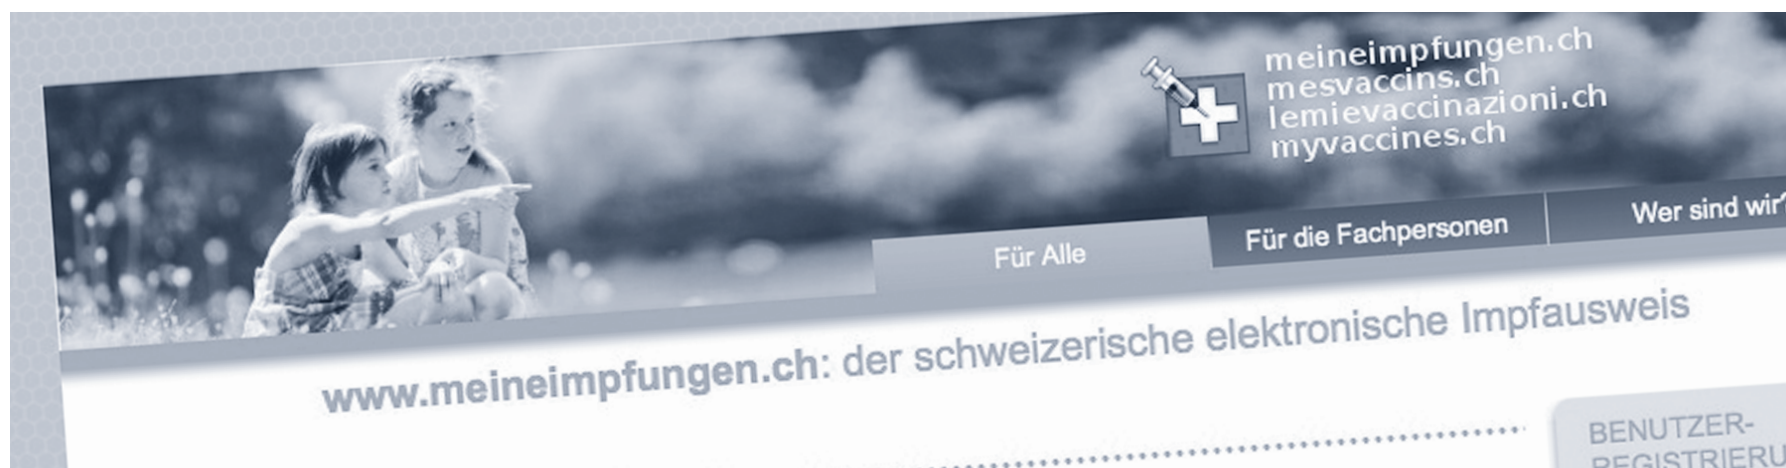 meineimpfungen.ch
mesvaccins.ch
lemievaccinazioni.ch
myvaccines.ch
Für Alle
Für die Fachpersonen
Wer sind wir?
www.meineimpfungen.ch: der schweizerische elektronische Impfausweis
BENUTZER-
REGISTRIERU